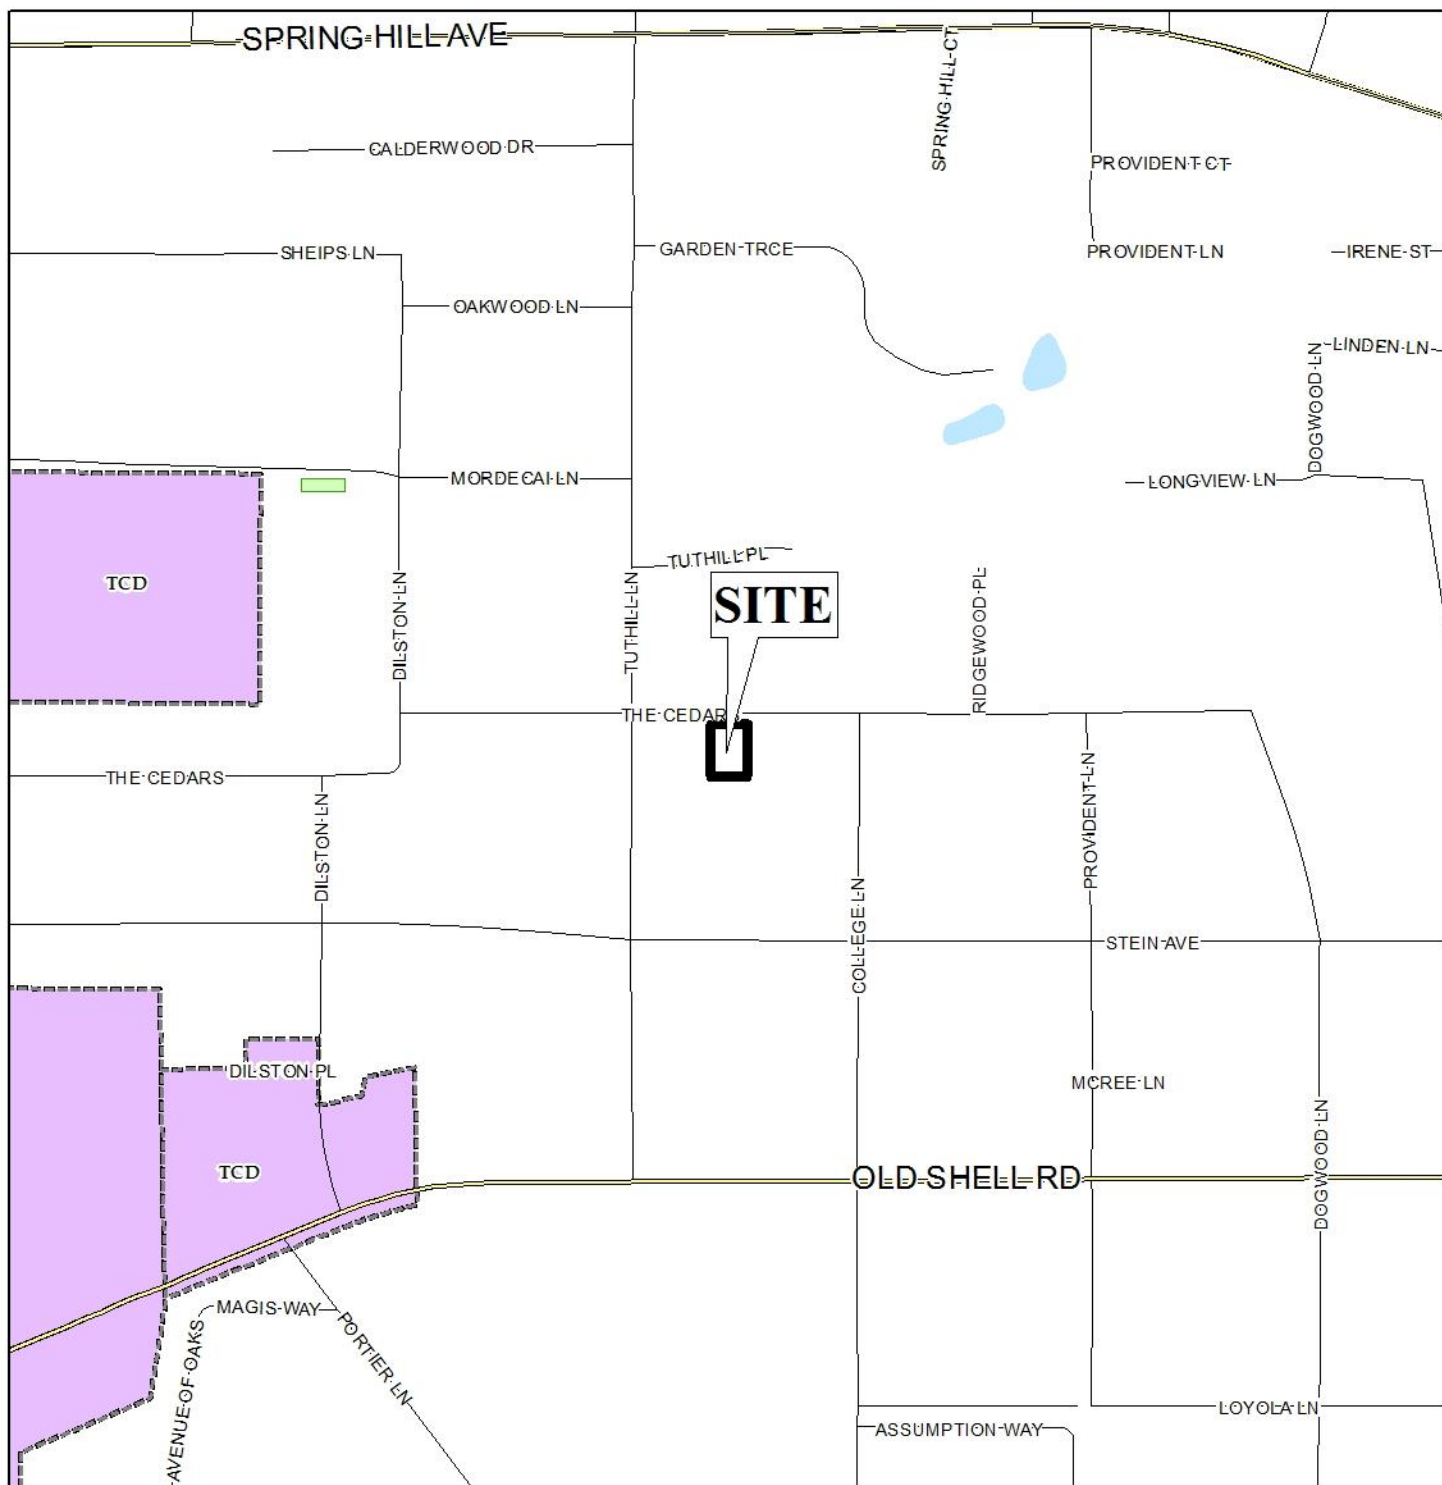 SPRING HILL AVE
SPRING HILL CT
CALDERWOOD DR
PROVIDENT CT
SHEIPS LN
GARDEN TRCE
PROVIDENT LN
IRENE ST
OAKWOOD LN
LINDEN LN
DOGWOOD LN
MORDECAI LN
LONGVIEW LN
TUTHILL PL
TCD
SITE
DILSTON LN
TUTHILL LN
RIDGEWOOD PL
THE CEDARS
THE CEDARS
DILSTON LN
PROVIDENT LN
COLLEGE LN
STEIN AVE
DILSTON PL
MCREE LN
TCD
OLD SHELL RD
DOGWOOD LN
MAGIS WAY
PORTIER LN
AVENUE OF OAKS
LOYOLA LN
ASSUMPTION WAY